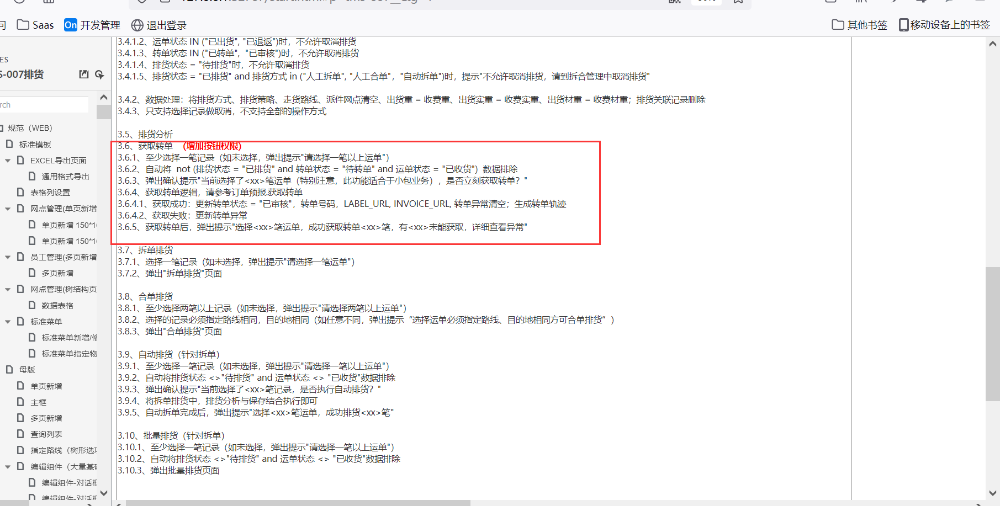 问 Saas On 开发管理 退出登录 其他书签 移动设备上的书签
ES
S-007排货
rch
规范（WEB）
标准模板
EXCEL导出页面
通用格式导出
表格列设置
网点管理(单页新增
单页新增 150*1
单页新增 150*1
员工管理(多页新增
多页新增
网点管理(树结构页
数据表格
标准菜单
标准菜单新增/修
标准菜单指定物
母版
单页新增
主框
多页新增
查询列表
指定路线（树形选项
编辑组件（大量基础
编辑组件-对话框
编辑组件-对话框
3.4.1.2、运单状态 IN ("已出货", "已退返")时，不允许取消排货
3.4.1.3、转单状态 IN ("已转单"，"已审核")时，不允许取消排货
3.4.1.4、排货状态 = "待排货"时，不允许取消排货
3.4.1.5、排货状态 = "已排货" and 排货方式 in ("人工拆单", "人工合单"，"自动拆单")时，提示"不允许取消排货，请到拆合管理中取消排货"
3.4.2、数据处理：将排货方式、排货策略、走货路线、派件网点清空、出货重 = 收费重、出货实重 = 收费实重、出货材重 = 收费材重；排货关联记录删除
3.4.3、只支持选择记录做取消，不支持全部的操作方式
3.5、排货分析
3.6、获取转单 （增加按钮权限）
3.6.1、至少选择一笔记录（如未选择，弹出提示"请选择一笔以上运单"）
3.6.2、自动将 not (排货状态 = "已排货" and 转单状态 = "待转单" and 运单状态 = "已收货"）数据排除
3.6.3、弹出确认提示"当前选择了<xx>笔运单（特别注意，此功能适合于小包业务）, 是否立刻获取转单？"
3.6.4、获取转单逻辑，请参考订单预报.获取转单
3.6.4.1、获取成功：更新转单状态 = "已审核"，转单号码，LABEL_URL, INVOICE_URL, 转单异常清空；生成转单轨迹
3.6.4.2、获取失败：更新转单异常
3.6.5、获取转单后，弹出提示"选择<xx>笔运单，成功获取转单<xx>笔，有<xx>未能获取，详细查看异常"
3.7、拆单排货
3.7.1、选择一笔记录（如未选择，弹出提示"请选择一笔运单"）
3.7.2、弹出"拆单排货"页面
3.8、合单排货
3.8.1、至少选择两笔以上记录（如未选择，弹出提示"请选择两笔以上运单"）
3.8.2、选择的记录必须指定路线相同，目的地相同（如任意不同，弹出提示“选择运单必须指定路线、目的地相同方可合单排货”）
3.8.3、弹出"合单排货"页面
3.9、自动排货（针对拆单）
3.9.1、至少选择一笔记录（如未选择，弹出提示"请选择一笔以上运单"）
3.9.2、自动将排货状态 <>"待排货" and 运单状态 <> "已收货"数据排除
3.9.3、弹出确认提示"当前选择了<xx>笔记录，是否执行自动排货？"
3.9.4、将拆单排货中，排货分析与保存结合执行即可
3.9.5、自动拆单完成后，弹出提示"选择<xx>笔运单，成功排货<xx>笔"
3.10、批量排货（针对拆单）
3.10.1、至少选择一笔记录（如未选择，弹出提示"请选择一笔以上运单"）
3.10.2、自动将排货状态 <>"待排货" and 运单状态 <> "已收货"数据排除
3.10.3、弹出批量排货页面